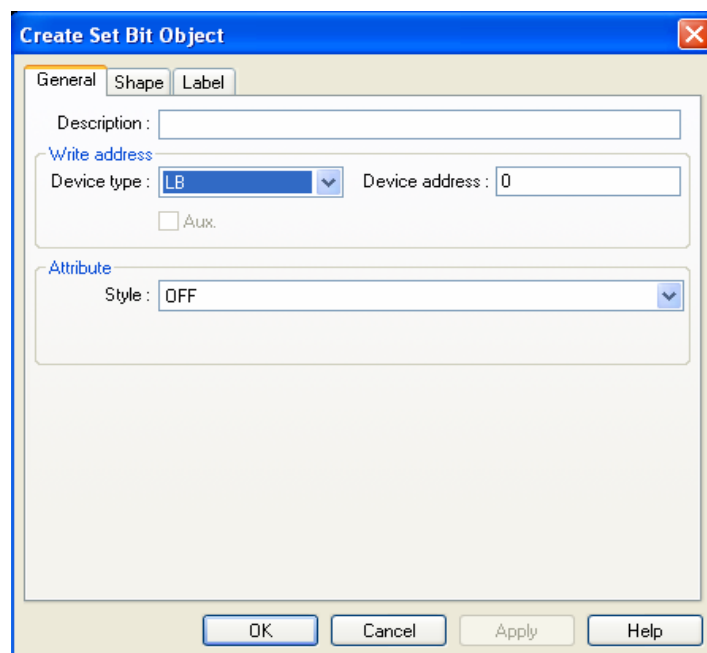 Create Set Bit Object
General Shape Label
Description :
Write address
Device type : LB Device address : 0
Aux.
Attribute
Style : OFF
OK Cancel Apply Help